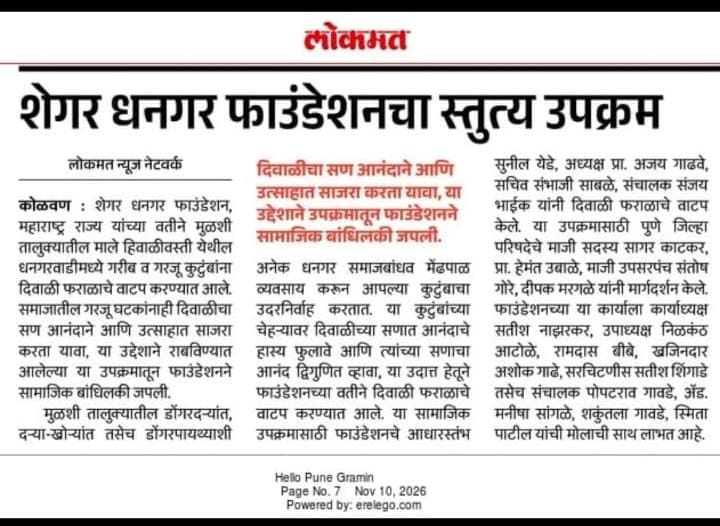 लोकमत
शेगर धनगर फाउंडेशनचा स्तुत्य उपक्रम
लोकमत न्यूज नेटवर्क
कोळवण : शेगर धनगर फाउंडेशन,
महाराष्ट्र राज्य यांच्या वतीने मुळशी
तालुक्यातील माले हिवाळीवस्ती येथील
धनगरवाडीमध्ये गरीब व गरजू कुटुंबांना
दिवाळी फराळाचे वाटप करण्यात आले.
समाजातील गरजू घटकांनाही दिवाळीचा
सण आनंदाने आणि उत्साहात साजरा
करता यावा, या उद्देशाने राबविण्यात
आलेल्या या उपक्रमातून फाउंडेशनने
सामाजिक बांधिलकी जपली.
मुळशी तालुक्यातील डोंगरदऱ्यांत,
दऱ्या-खोऱ्यांत तसेच डोंगरपायथ्याशी
दिवाळीचा सण आनंदाने आणि
उत्साहात साजरा करता यावा, या
उद्देशाने उपक्रमातून फाउंडेशनने
सामाजिक बांधिलकी जपली.
अनेक धनगर समाजबांधव मेंढपाळ
व्यवसाय करून आपल्या कुटुंबाचा
उदरनिर्वाह करतात. या कुटुंबांच्या
चेहऱ्यावर दिवाळीच्या सणात आनंदाचे
हास्य फुलावे आणि त्यांच्या सणाचा
आनंद द्विगुणित व्हावा, या उदात्त हेतूने
फाउंडेशनच्या वतीने दिवाळी फराळाचे
वाटप करण्यात आले. या सामाजिक
उपक्रमासाठी फाउंडेशनचे आधारस्तंभ
सुनील येडे, अध्यक्ष प्रा. अजय गाढवे,
सचिव संभाजी साबळे, संचालक संजय
भाईक यांनी दिवाळी फराळाचे वाटप
केले. या उपक्रमासाठी पुणे जिल्हा
परिषदेचे माजी सदस्य सागर काटकर,
प्रा. हेमंत उबाळे, माजी उपसरपंच संतोष
गोरे, दीपक मरगळे यांनी मार्गदर्शन केले.
फाउंडेशनच्या या कार्याला कार्याध्यक्ष
सतीश नाझरकर, उपाध्यक्ष निळकंठ
आटोळे, रामदास बीबे, खजिनदार
अशोक गाढे, सरचिटणीस सतीश शिंगाडे
तसेच संचालक पोपटराव गावडे, ॲड.
मनीषा सांगळे, शकुंतला गावडे, स्मिता
पाटील यांची मोलाची साथ लाभत आहे.
Hello Pune Gramin
Page No. 7 Nov 10, 2026
Powered by: erelego.com